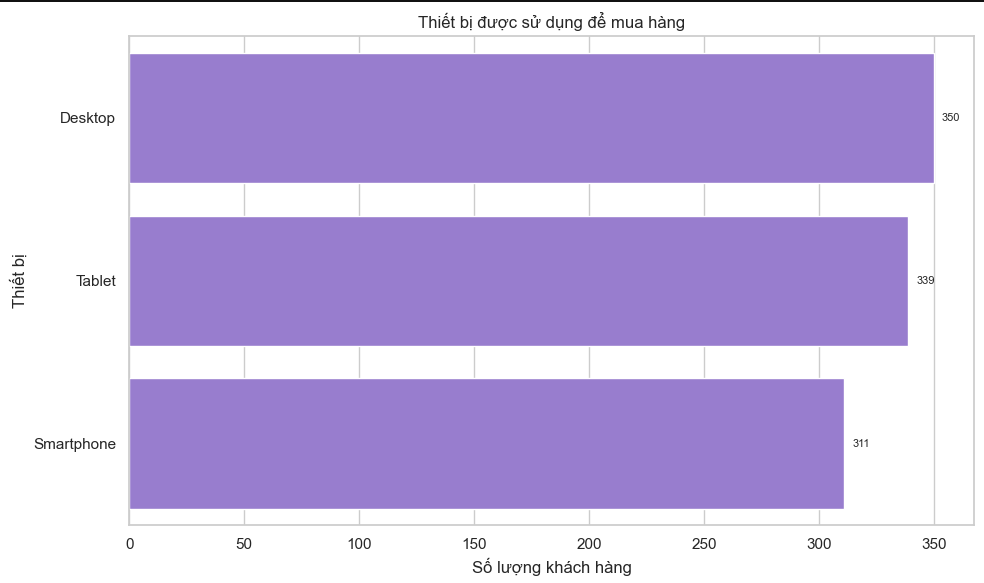 Thiết bị được sử dụng để mua hàng
Desktop
350
Thiết bị
Tablet
339
Smartphone
311
0 50 100 150 200 250 300 350
Số lượng khách hàng